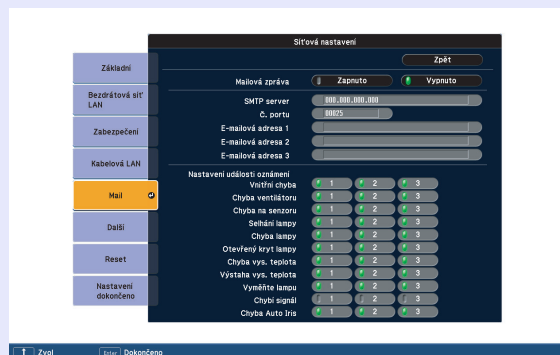 Síťová nastavení
Zpět
Základní
Bezdrátová síť
LAN
Zabezpečení
Kabelová LAN
Mail
Další
Reset
Nastavení
dokončeno
Mailová zpráva Zapnuto Vypnuto
SMTP server 000.000.000.000
Č. portu 00025
E-mailová adresa 1
E-mailová adresa 2
E-mailová adresa 3
Nastavení události oznámení
Vnitřní chyba 1 2 3
Chyba ventilátoru 1 2 3
Chyba na senzoru 1 2 3
Selhání lampy 1 2 3
Chyba lampy 1 2 3
Otevřený kryt lampy 1 2 3
Chyba vys. teplota 1 2 3
Výstaha vys. teplota 1 2 3
Vyměňte lampu 1 2 3
Chybí signál 1 2 3
Chyba Auto Iris 1 2 3
Zvol Enter Dokončeno